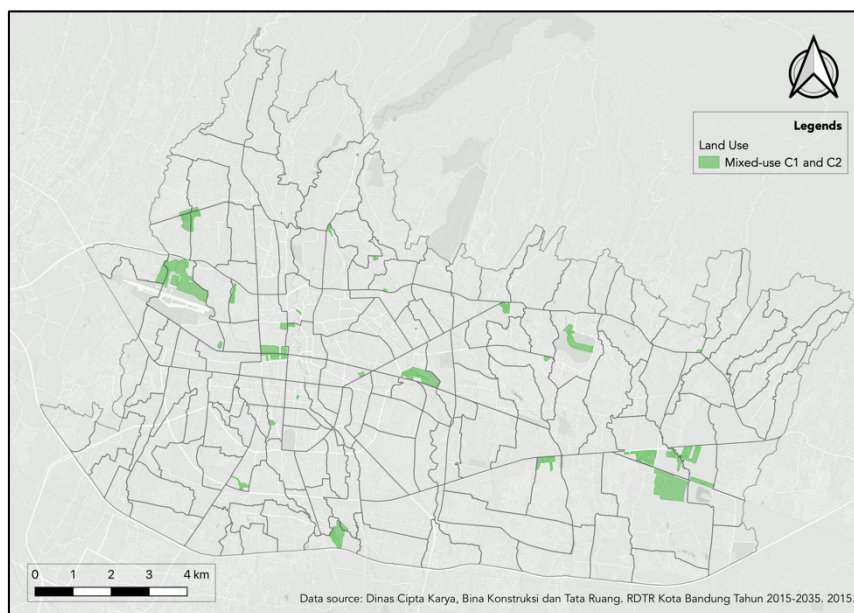 Legends
Land Use
Mixed-use C1 and C2
0 1 2 3 4 km
Data source: Dinas Cipta Karya, Bina Konstruksi dan Tata Ruang. RDTR Kota Bandung Tahun 2015-2035. 2015.